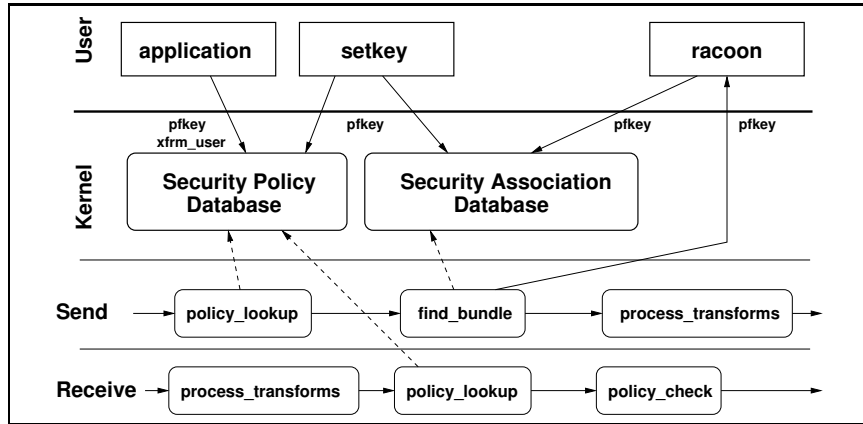 User
application
setkey
racoon
pfkey
xfrm_user
pfkey
pfkey
pfkey
Kernel
Security Policy
Database
Security Association
Database
Send
policy_lookup
find_bundle
process_transforms
Receive
process_transforms
policy_lookup
policy_check